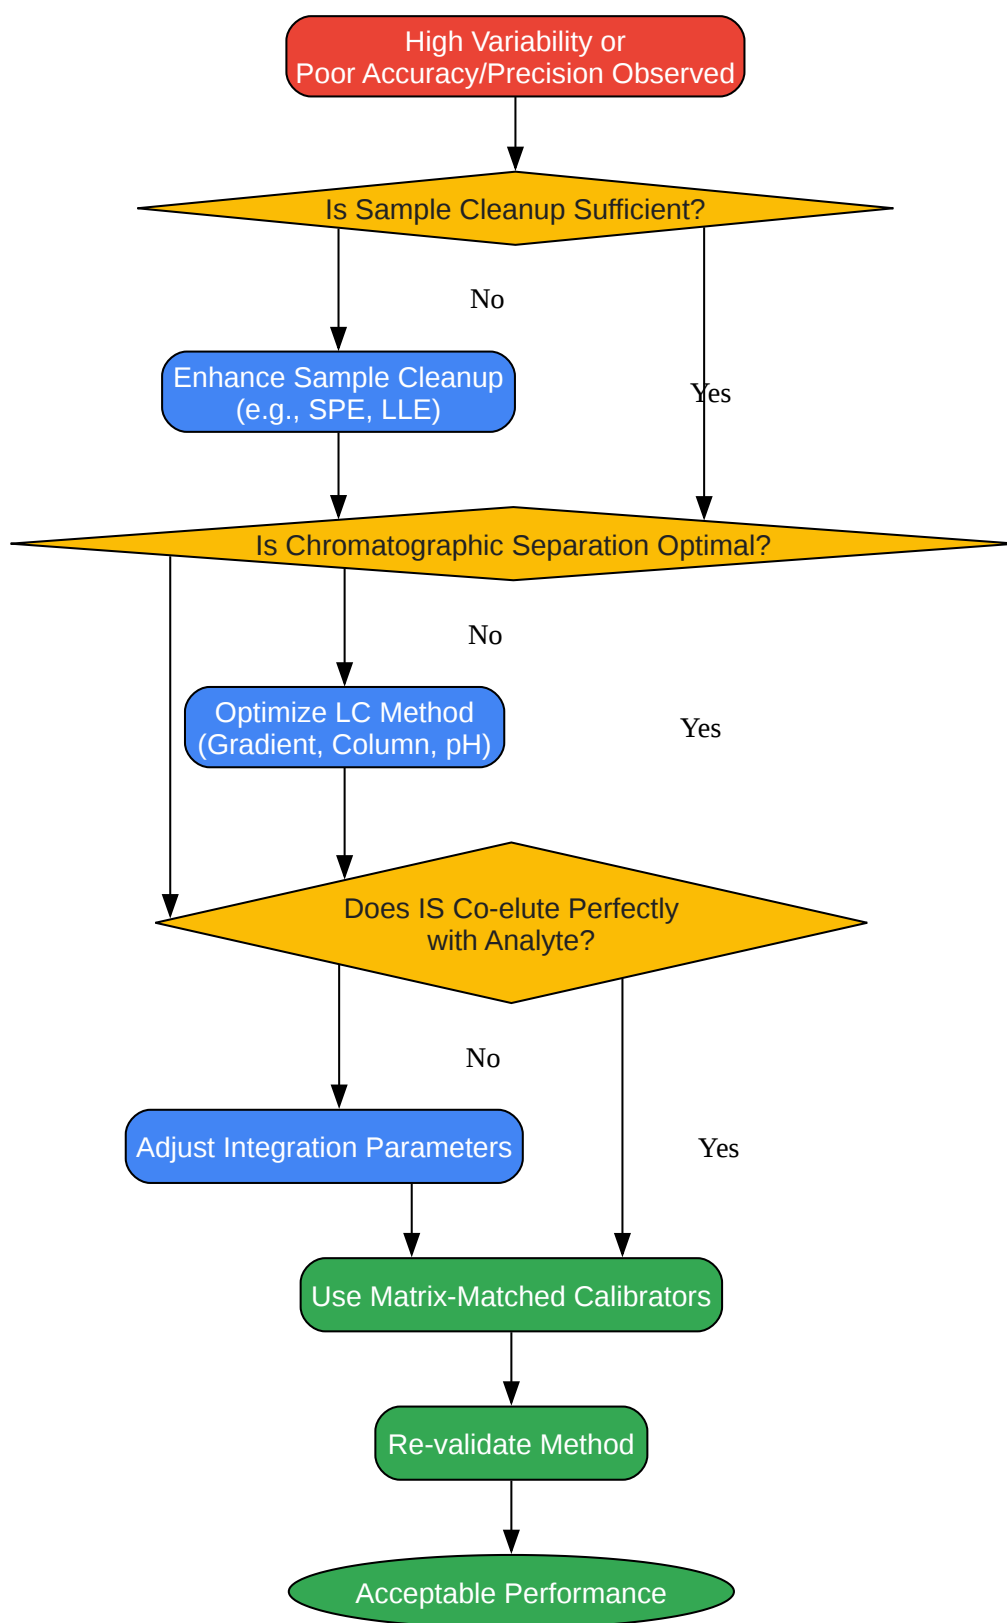 High Variability or
Poor Accuracy/Precision Observed
Is Sample Cleanup Sufficient?
No
Enhance Sample Cleanup
(e.g., SPE, LLE)
Yes
Is Chromatographic Separation Optimal?
No
Optimize LC Method
(Gradient, Column, pH)
Yes
Does IS Co-elute Perfectly
with Analyte?
No
Adjust Integration Parameters
Yes
Use Matrix-Matched Calibrators
Re-validate Method
Acceptable Performance